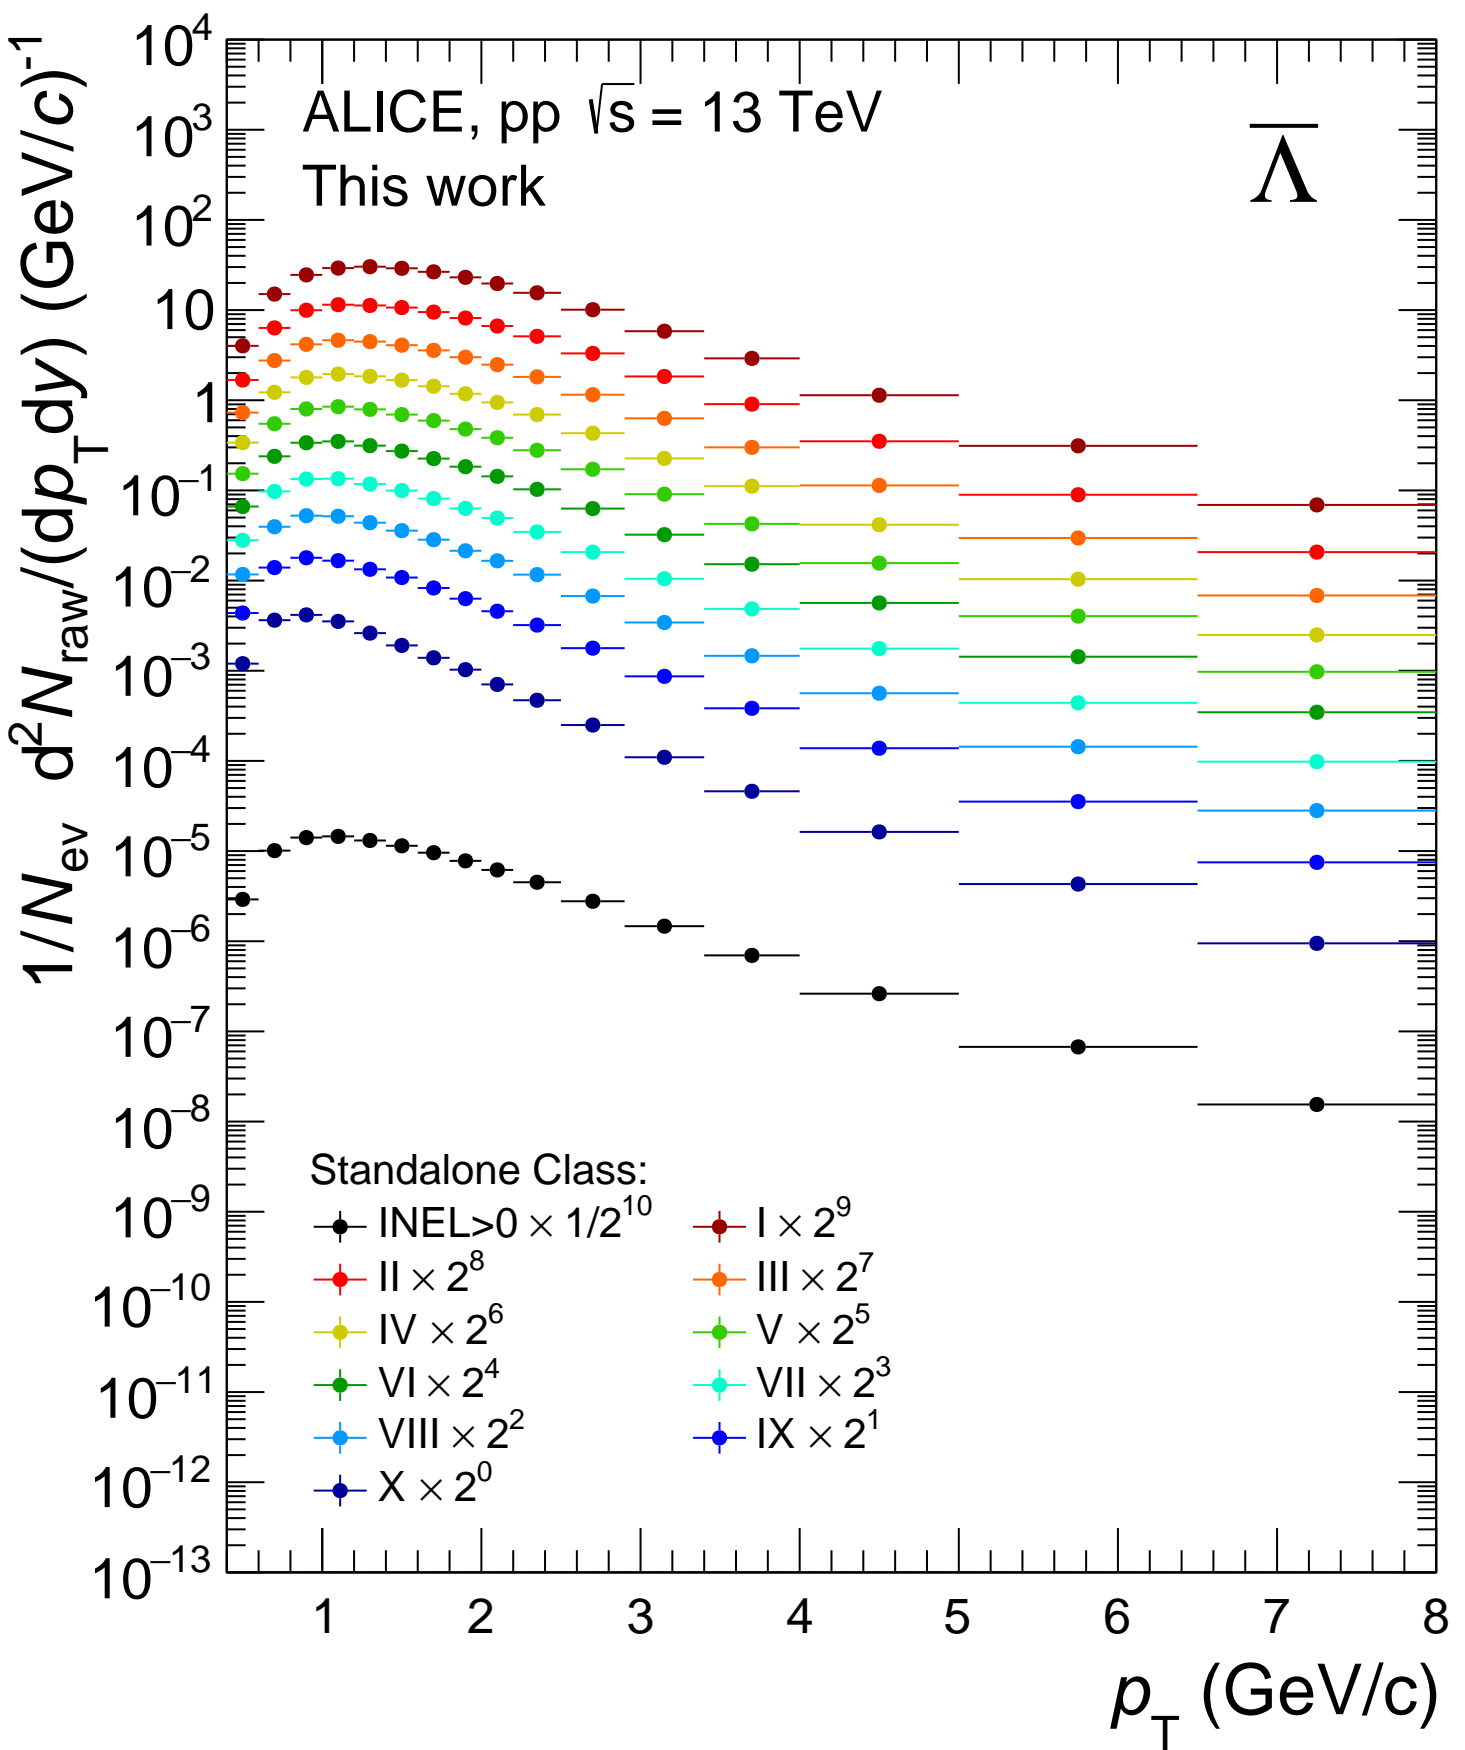 ALICE, pp √s = 13 TeV
This work
Λ̅
1/N_ev d²N_raw/(dp_Tdy) (GeV/c)⁻¹
10⁴
10³
10²
10
1
10⁻¹
10⁻²
10⁻³
10⁻⁴
10⁻⁵
10⁻⁶
10⁻⁷
10⁻⁸
10⁻⁹
10⁻¹⁰
10⁻¹¹
10⁻¹²
10⁻¹³
Standalone Class:
INEL>0 × 1/2¹⁰ I × 2⁹
II × 2⁸ III × 2⁷
IV × 2⁶ V × 2�5
VI × 2⁴ VII × 2³
VIII × 2² IX × 2¹
X × 2⁰
1 2 3 4 5 6 7 8
p_T (GeV/c)